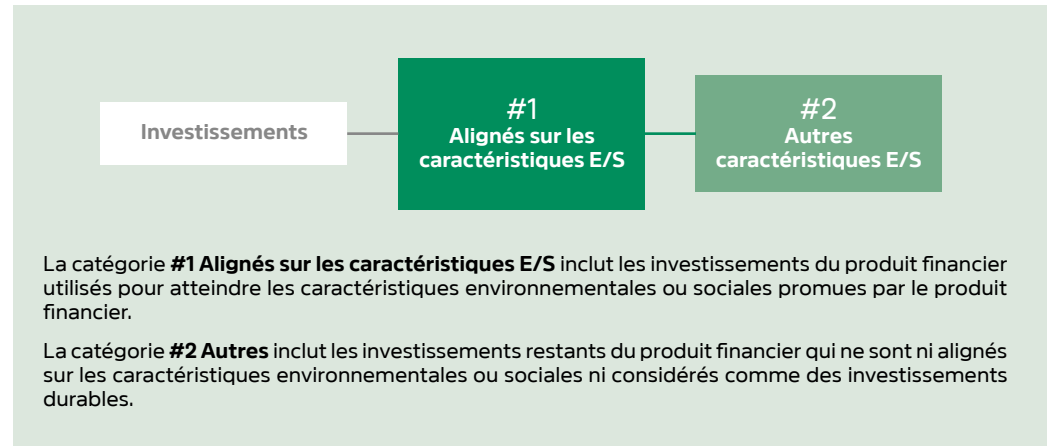 Investissements
#1
Alignés sur les
caractéristiques E/S
#2
Autres
caractéristiques E/S
La catégorie #1 Alignés sur les caractéristiques E/S inclut les investissements du produit financier
utilisés pour atteindre les caractéristiques environnementales ou sociales promues par le produit
financier.
La catégorie #2 Autres inclut les investissements restants du produit financier qui ne sont ni alignés
sur les caractéristiques environnementales ou sociales ni considérés comme des investissements
durables.